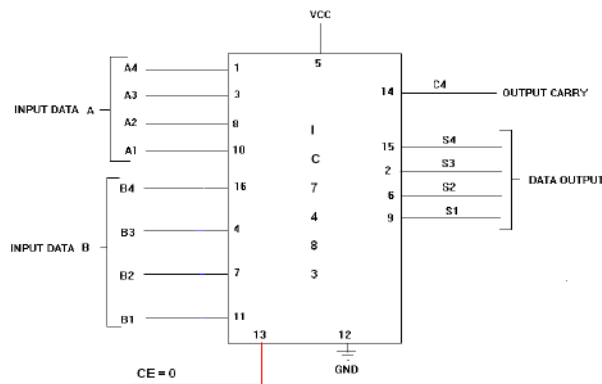 VCC
5
A4 1
A3 3
INPUT DATA A
A2 8
A1 10
14 C4 OUTPUT CARRY
I
C
7
4
8
3
15 S4
2 S3
DATA OUTPUT
6 S2
9 S1
B4 16
B3 4
INPUT DATA B
B2 7
B1 11
13
12
CE = 0
GND